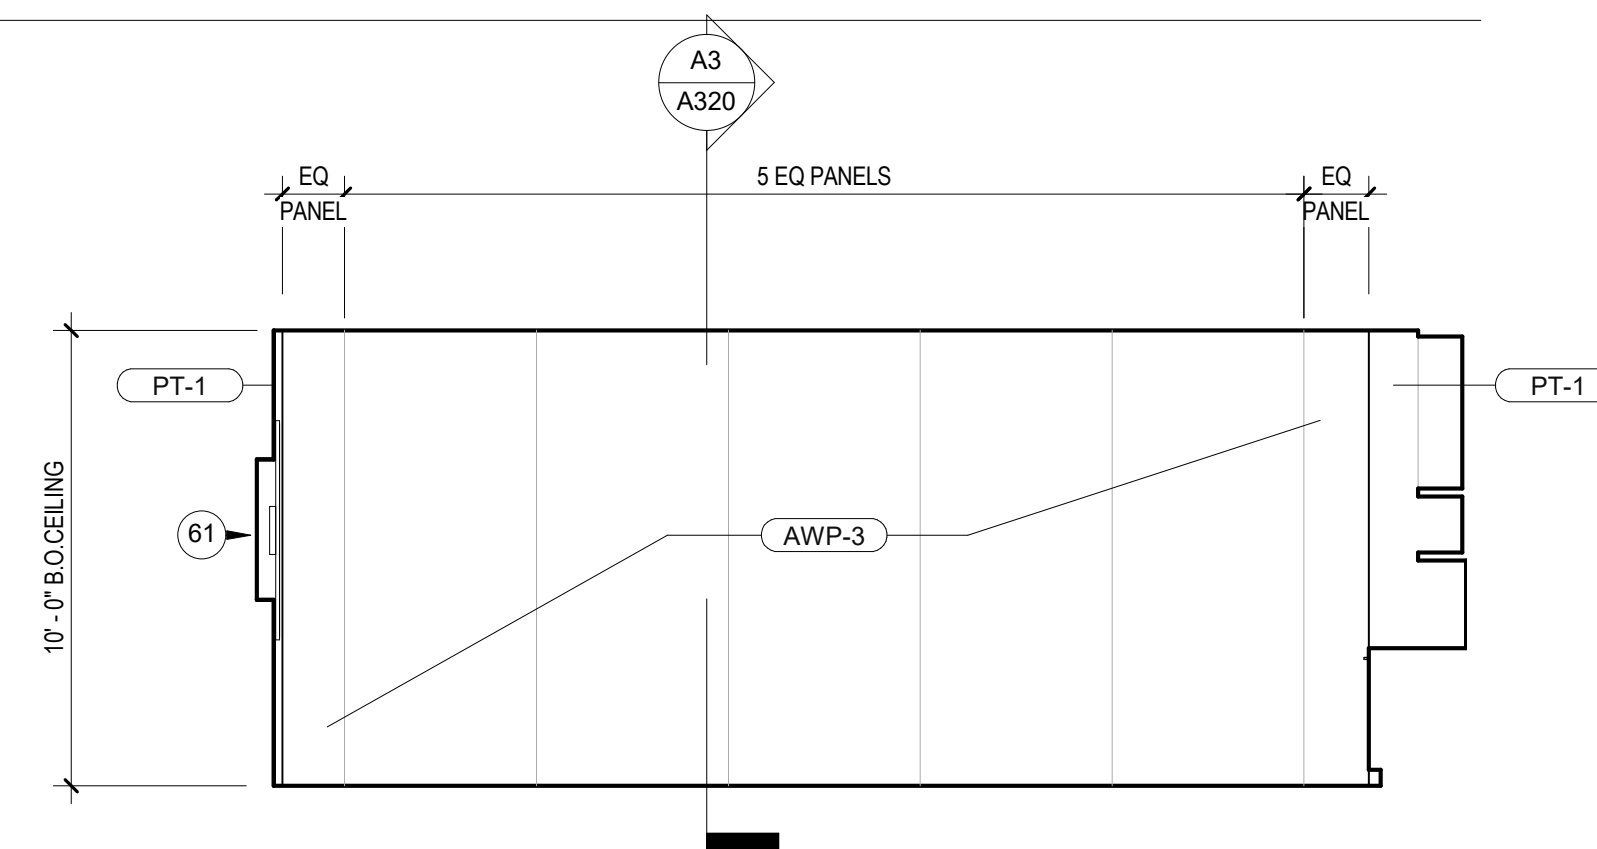 A3
A320
EQ
PANEL
5 EQ PANELS
EQ
PANEL
PT-1
PT-1
10' - 0" B.O.CEILING
61
AWP-3